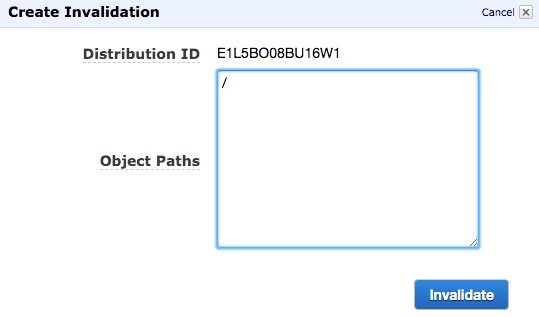 Create Invalidation
Cancel
Distribution ID E1L5BO08BU16W1
/
Object Paths
Invalidate